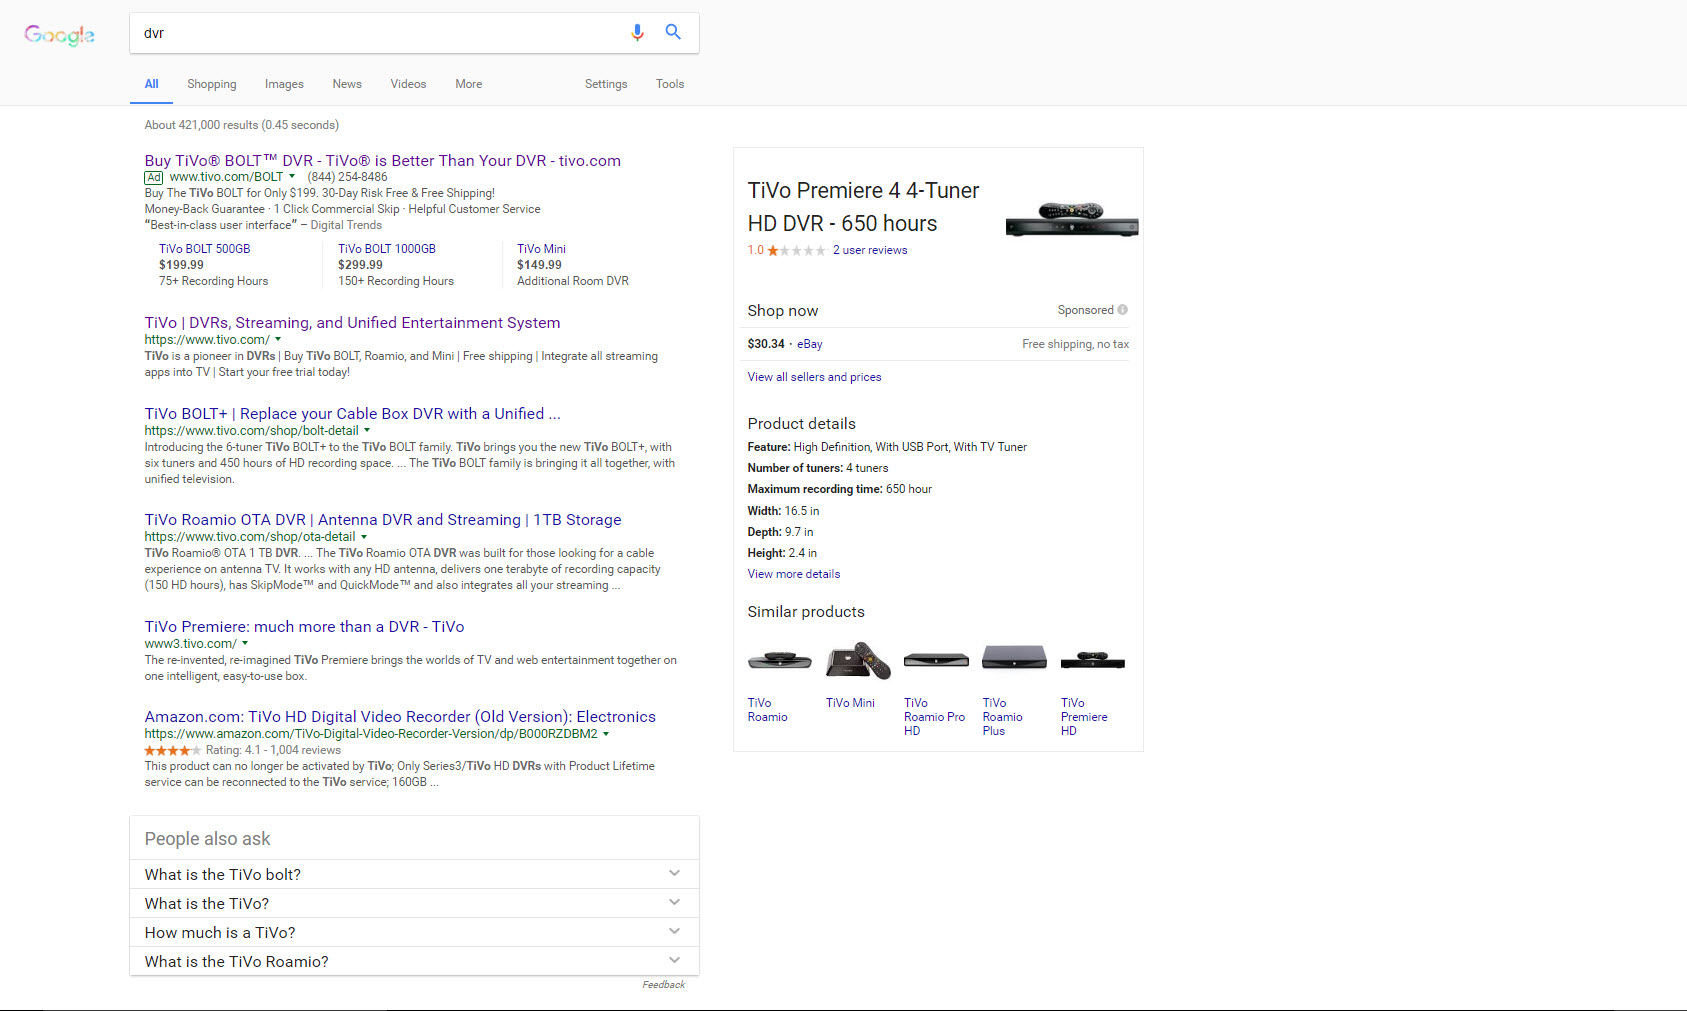 Google
dvr
All Shopping Images News Videos More Settings Tools
About 421,000 results (0.45 seconds)
Buy TiVo® BOLT™ DVR - TiVo® is Better Than Your DVR - tivo.com
Ad www.tivo.com/BOLT (844) 254-8486
Buy The TiVo BOLT for Only $199. 30-Day Risk Free & Free Shipping!
Money-Back Guarantee · 1 Click Commercial Skip · Helpful Customer Service
“Best-in-class user interface” – Digital Trends
TiVo BOLT 500GB
$199.99
75+ Recording Hours
TiVo BOLT 1000GB
$299.99
150+ Recording Hours
TiVo Mini
$149.99
Additional Room DVR
TiVo | DVRs, Streaming, and Unified Entertainment System
https://www.tivo.com/
TiVo is a pioneer in DVRs | Buy TiVo BOLT, Roamio, and Mini | Free shipping | Integrate all streaming
apps into TV | Start your free trial today!
TiVo BOLT+ | Replace your Cable Box DVR with a Unified ...
https://www.tivo.com/shop/bolt-detail
Introducing the 6-tuner TiVo BOLT+ to the TiVo BOLT family. TiVo brings you the new TiVo BOLT+, with
six tuners and 450 hours of HD recording space. ... The TiVo BOLT family is bringing it all together, with
unified television.
TiVo Roamio OTA DVR | Antenna DVR and Streaming | 1TB Storage
https://www.tivo.com/shop/ota-detail
TiVo Roamio® OTA 1 TB DVR. ... The TiVo Roamio OTA DVR was built for those looking for a cable
experience on antenna TV. It works with any HD antenna, delivers one terabyte of recording capacity
(150 HD hours), has SkipMode™ and QuickMode™ and also integrates all your streaming ...
TiVo Premiere: much more than a DVR - TiVo
www3.tivo.com/
The re-invented, re-imagined TiVo Premiere brings the worlds of TV and web entertainment together on
one intelligent, easy-to-use box.
Amazon.com: TiVo HD Digital Video Recorder (Old Version): Electronics
https://www.amazon.com/TiVo-Digital-Video-Recorder-Version/dp/B000RZDBM2
Rating: 4.1 - 1,004 reviews
This product can no longer be activated by TiVo; Only Series3/TiVo HD DVRs with Product Lifetime
service can be reconnected to the TiVo service; 160GB ...
People also ask
What is the TiVo bolt?
What is the TiVo?
How much is a TiVo?
What is the TiVo Roamio?
Feedback
TiVo Premiere 4 4-Tuner
HD DVR - 650 hours
1.0 2 user reviews
Shop now Sponsored
$30.34 · eBay Free shipping, no tax
View all sellers and prices
Product details
Feature: High Definition, With USB Port, With TV Tuner
Number of tuners: 4 tuners
Maximum recording time: 650 hour
Width: 16.5 in
Depth: 9.7 in
Height: 2.4 in
View more details
Similar products
TiVo
Roamio
TiVo Mini
TiVo
Roamio Pro
HD
TiVo
Roamio
Plus
TiVo
Premiere
HD